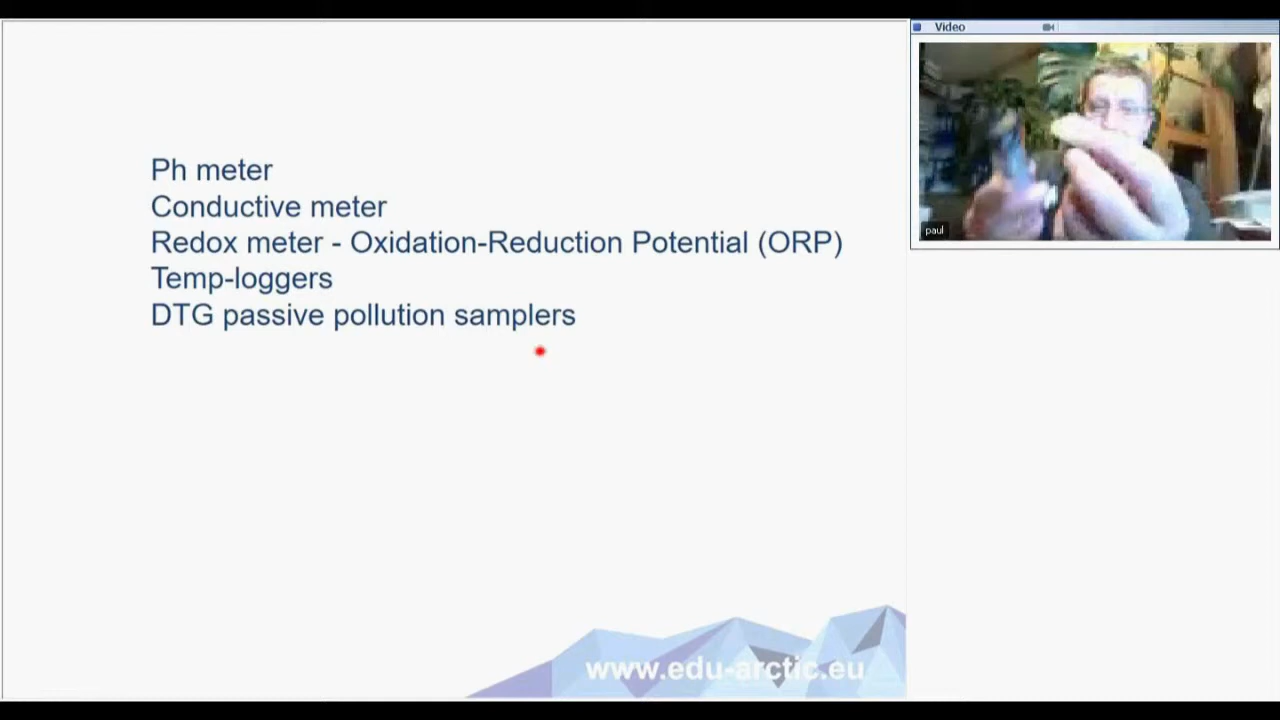 Video
paul
Ph meter
Conductive meter
Redox meter - Oxidation-Reduction Potential (ORP)
Temp-loggers
DTG passive pollution samplers
www.edu-arctic.eu